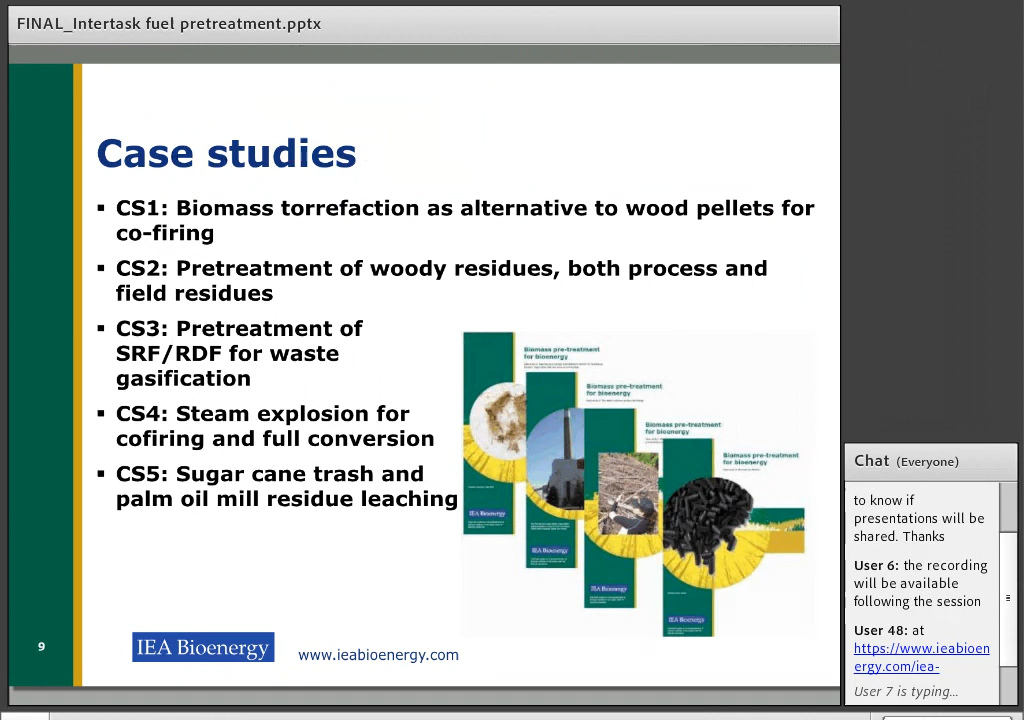 FINAL_Intertask fuel pretreatment.pptx
Case studies
▪ CS1: Biomass torrefaction as alternative to wood pellets for
co-firing
▪ CS2: Pretreatment of woody residues, both process and
field residues
▪ CS3: Pretreatment of
SRF/RDF for waste
gasification
▪ CS4: Steam explosion for
cofiring and full conversion
▪ CS5: Sugar cane trash and
palm oil mill residue leaching
Biomass pre-treatment
for bioenergy
Biomass pre-treatment
for bioenergy
Biomass pre-treatment
for bioenergy
Biomass pre-treatment
for bioenergy
IEA Bioenergy
IEA Bioenergy
IEA Bioenergy
IEA Bioenergy
9
IEA Bioenergy
www.ieabioenergy.com
Chat (Everyone)
to know if
presentations will be
shared. Thanks
User 6: the recording
will be available
following the session
User 48: at
https://www.ieabioen
ergy.com/iea-
User 7 is typing...